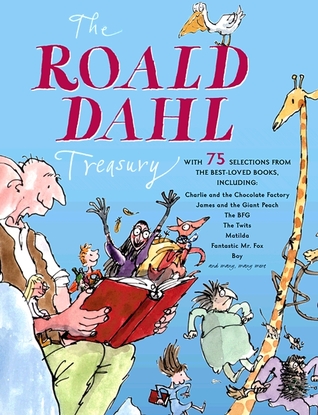 The
ROALD
DAHL
Treasury
WITH 75 SELECTIONS FROM
THE BEST-LOVED BOOKS,
INCLUDING:
Charlie and the Chocolate Factory
James and the Giant Peach
The BFG
The Twits
Matilda
Fantastic Mr. Fox
Boy
and many, many more